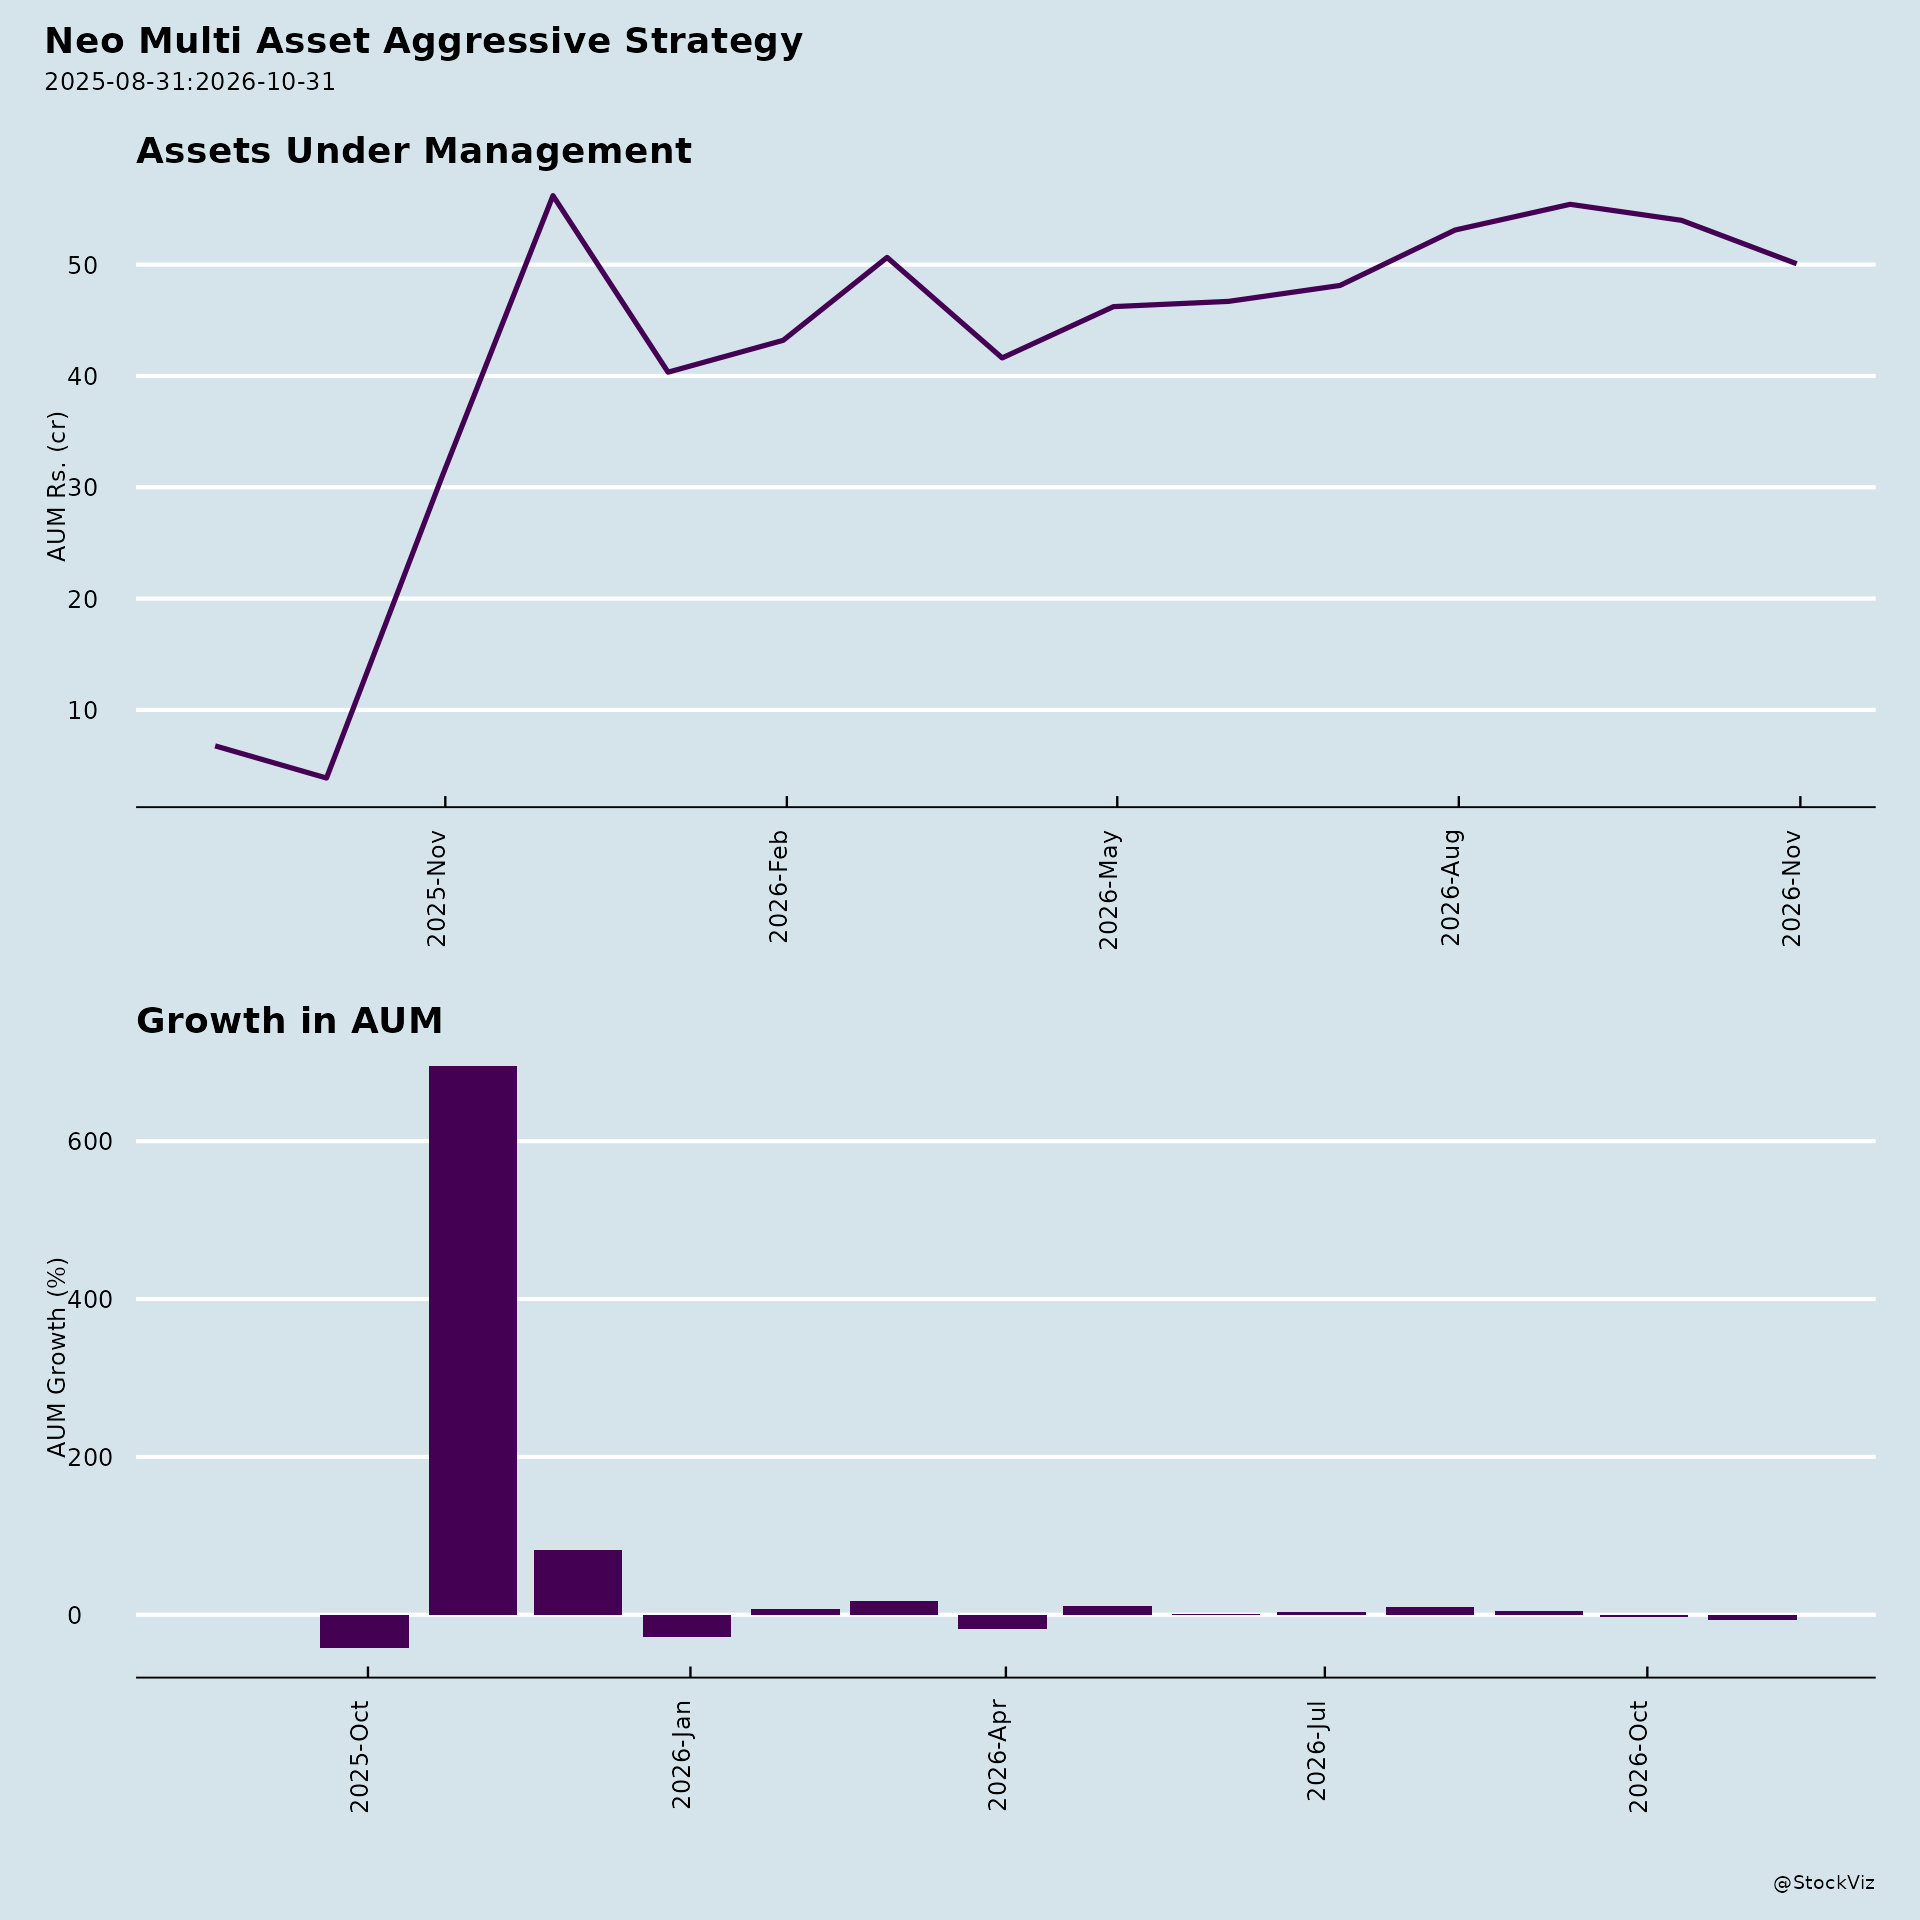 Neo Multi Asset Aggressive Strategy
2025-08-31:2026-10-31
Assets Under Management
AUM Rs. (cr)
50
40
30
20
10
2025-Nov
2026-Feb
2026-May
2026-Aug
2026-Nov
Growth in AUM
AUM Growth (%)
600
400
200
0
2025-Oct
2026-Jan
2026-Apr
2026-Jul
2026-Oct
@StockViz